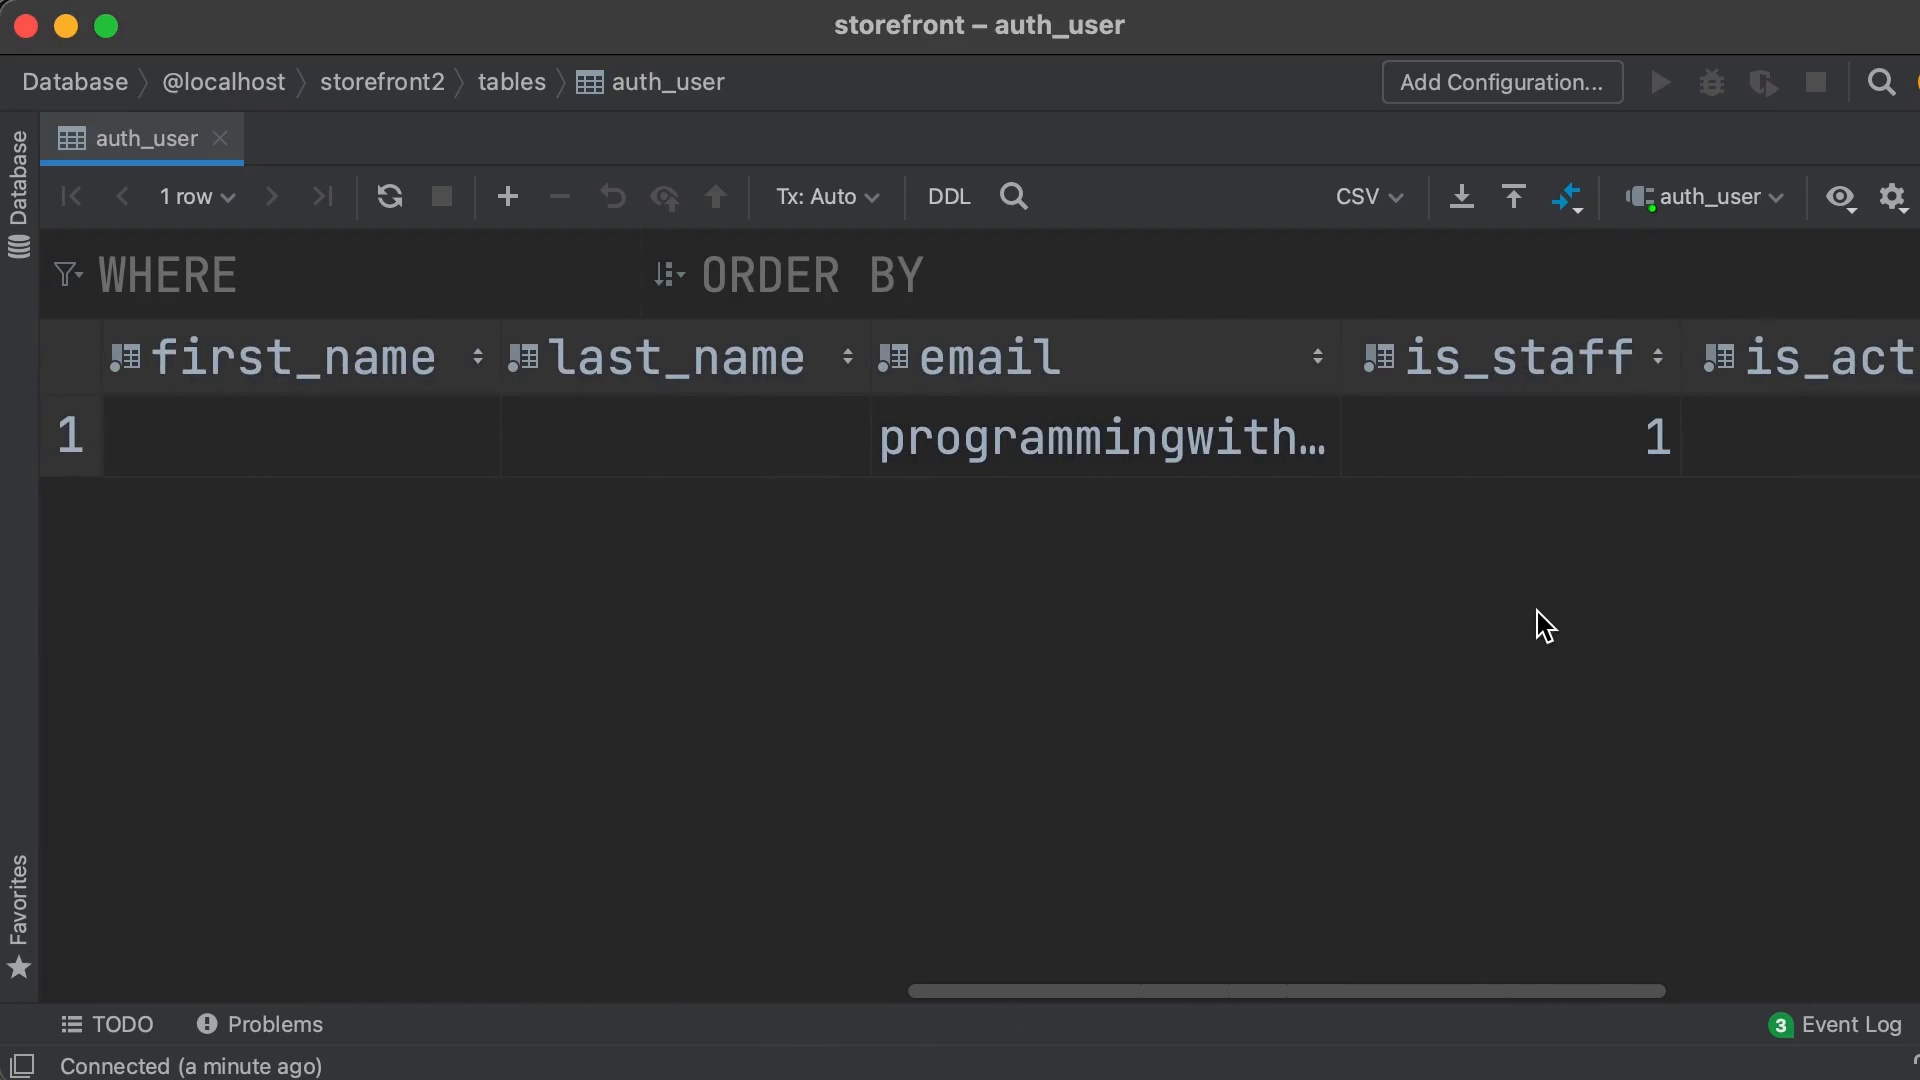 storefront – auth_user
Database @localhost storefront2 tables auth_user Add Configuration...
auth_user
1 row Tx: Auto DDL CSV auth_user
WHERE ORDER BY
first_name last_name email is_staff is_act
1 programmingwith… 1
Database
Favorites
TODO Problems 3 Event Log
Connected (a minute ago)